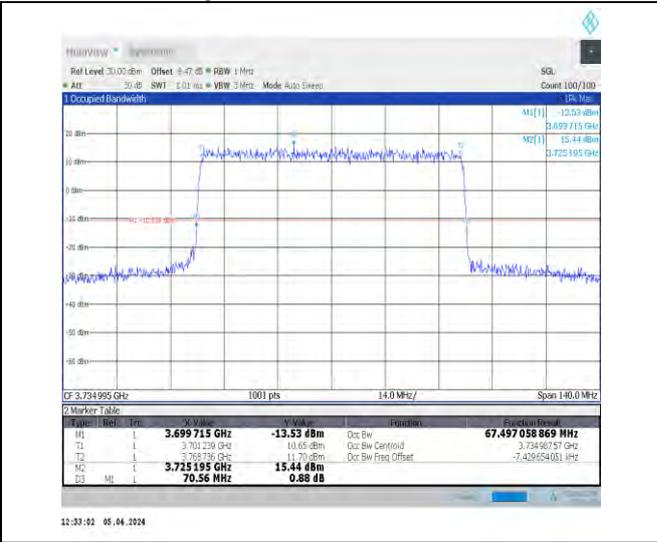 MultiView
Spectrum
Ref Level 30.00 dBm Offset 9.47 dB RBW 1 MHz
SGL
Att 30 dB SWT 1.01 ms VBW 3 MHz Mode Auto Sweep
Count 100/100
1 Occupied Bandwidth
1Pk Max
M1[1] -13.53 dBm
3.699 715 GHz
M2[1] 15.44 dBm
3.725 195 GHz
20 dBm
10 dBm
0 dBm
-10 dBm
-20 dBm
-40 dBm
-50 dBm
-60 dBm
CF 3.734995 GHz 1001 pts 14.0 MHz/ Span 140.0 MHz
2 Marker Table
Type Ref Trc X-Value Y-Value Function Function Result
M1 1 3.699 715 GHz -13.53 dBm Occ Bw 67.497 058 869 MHz
T1 1 3.701 239 GHz 10.65 dBm Occ Bw Centroid 3.734 987 57 GHz
T2 1 3.768 736 GHz 11.70 dBm Occ Bw Freq Offset -7.429 654 051 kHz
M2 1 3.725 195 GHz 15.44 dBm
D3 M1 1 70.56 MHz 0.88 dB
12:33:02 05.04.2024